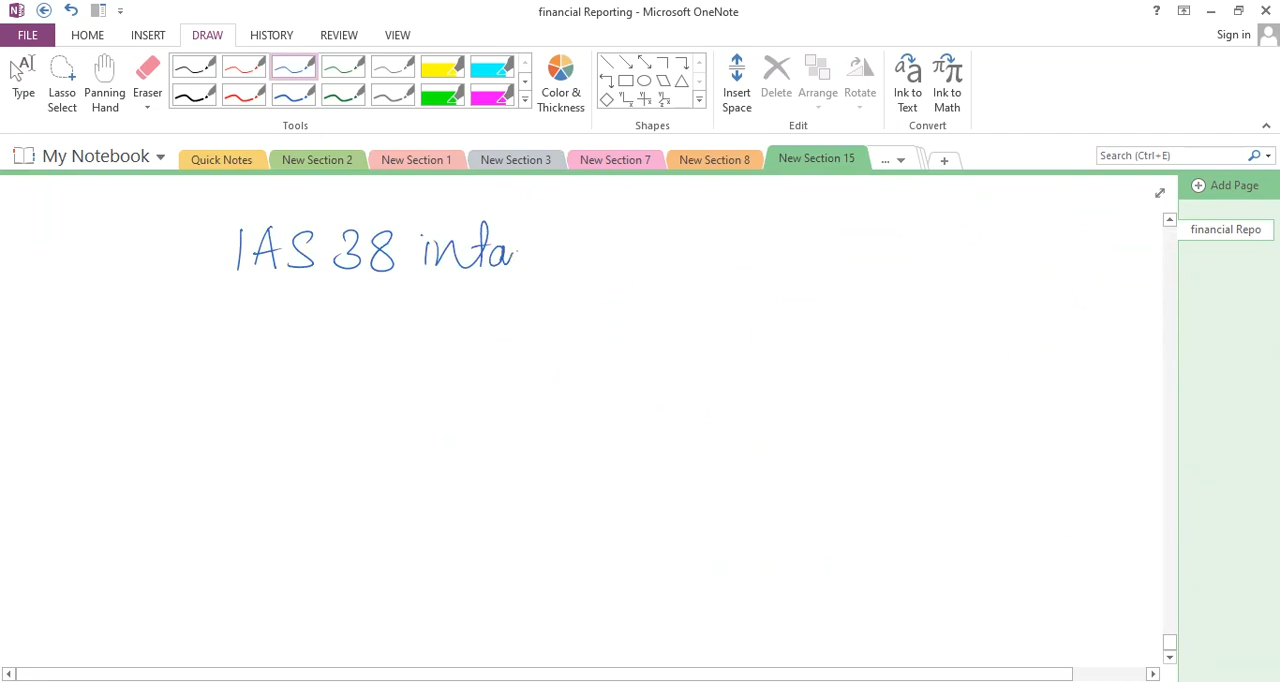 financial Reporting - Microsoft OneNote
?
FILE HOME INSERT DRAW HISTORY REVIEW VIEW
Sign in
Type
Lasso Select
Panning Hand
Eraser
Color & Thickness
Insert Space
Delete
Arrange
Rotate
Ink to Text
Ink to Math
Tools Shapes Edit Convert
My Notebook Quick Notes New Section 2 New Section 1 New Section 3 New Section 7 New Section 8 New Section 15 ...
Search (Ctrl+E)
Add Page
financial Repo
IAS 38 inta